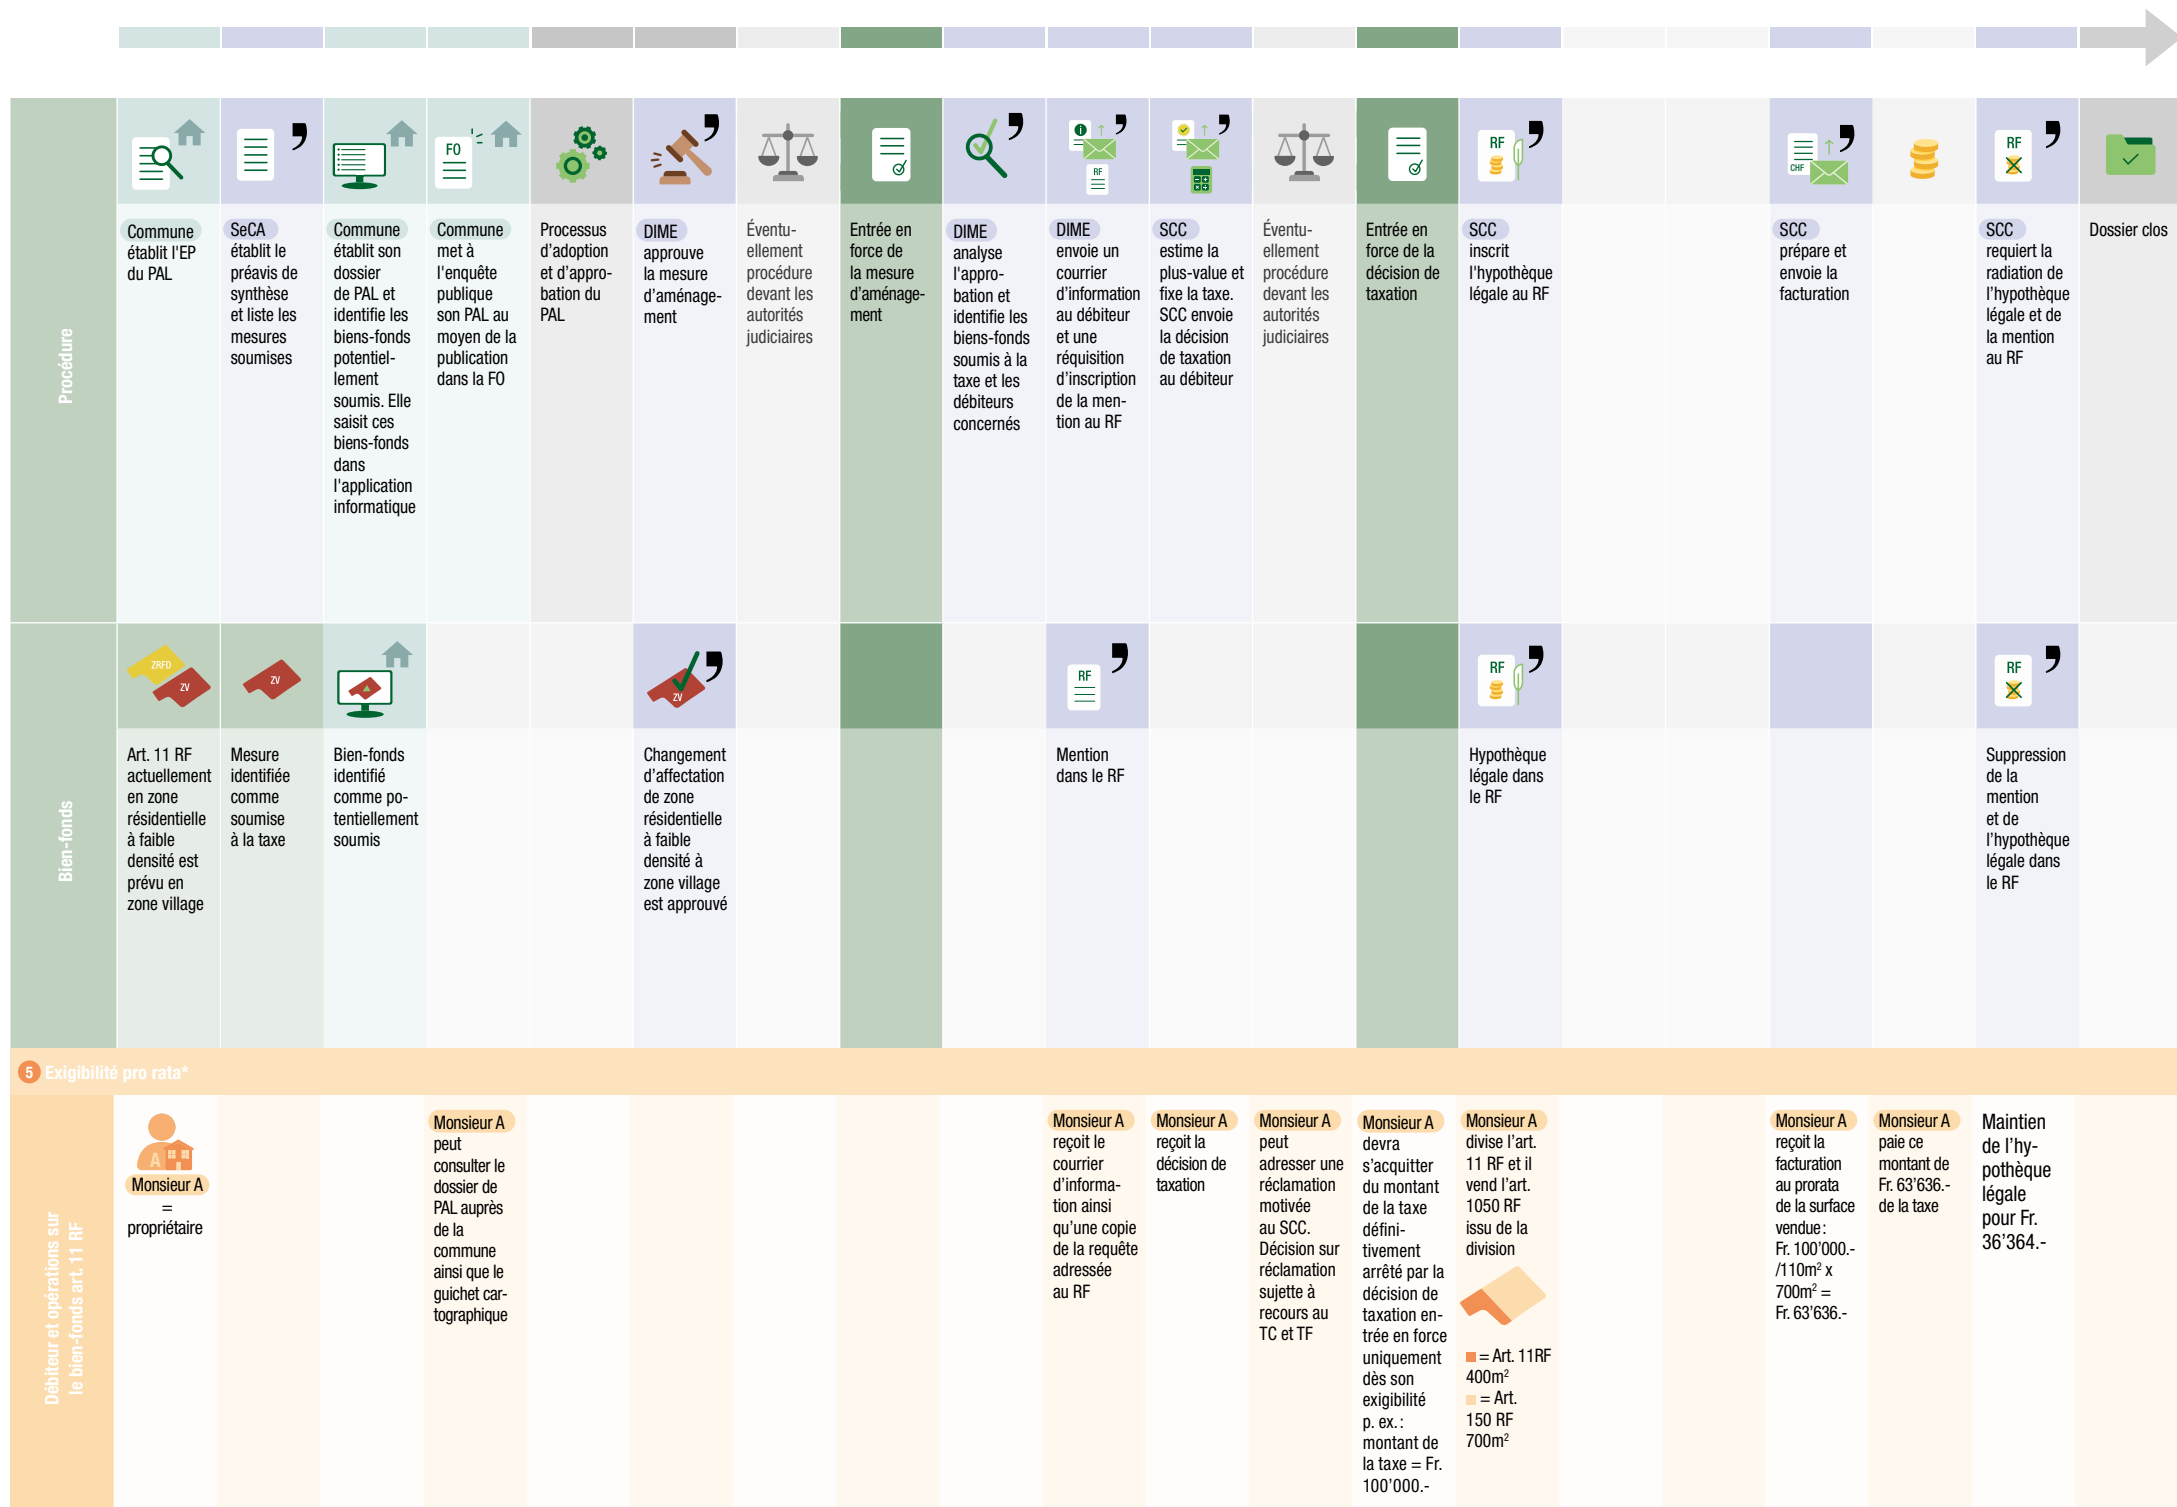 FO
RF
RF
CHF
RF
Procédure
Commune
établit l'EP
du PAL
SeCA
établit le
préavis de
synthèse
et liste les
mesures
soumises
Commune
établit son
dossier
de PAL et
identifie les
biens-fonds
potentiel-
lement
soumis. Elle
saisit ces
biens-fonds
dans
l'application
informatique
Commune
met à
l'enquête
publique
son PAL au
moyen de la
publication
dans la FO
Processus
d'adoption
et d'appro-
bation du
PAL
DIME
approuve
la mesure
d'aménage-
ment
Éventu-
ellement
procédure
devant les
autorités
judiciaires
Entrée en
force de
la mesure
d'aménage-
ment
DIME
analyse
l'appro-
bation et
identifie les
biens-fonds
soumis à la
taxe et les
débiteurs
concernés
DIME
envoie un
courrier
d'information
au débiteur
et une
réquisition
d'inscription
de la men-
tion au RF
SCC
estime la
plus-value et
fixe la taxe.
SCC envoie
la décision
de taxation
au débiteur
Éventu-
ellement
procédure
devant les
autorités
judiciaires
Entrée en
force de la
décision de
taxation
SCC
inscrit
l'hypothèque
légale au RF
SCC
prépare et
envoie la
facturation
SCC
requiert la
radiation de
l'hypothèque
légale et de
la mention
au RF
Dossier clos
Bien-fonds
ZRFD
ZV
ZV
ZV
RF
RF
RF
Art. 11 RF
actuellement
en zone
résidentielle
à faible
densité est
prévu en
zone village
Mesure
identifiée
comme
soumise
à la taxe
Bien-fonds
identifié
comme po-
tentiellement
soumis
Changement
d'affectation
de zone
résidentielle
à faible
densité à
zone village
est approuvé
Mention
dans le RF
Hypothèque
légale dans
le RF
Suppression
de la
mention
et de
l'hypothèque
légale dans
le RF
5 Exigibilité pro rata*
Débiteur et opérations sur
le bien-fonds art. 11 RF
A
Monsieur A
=
propriétaire
Monsieur A
peut
consulter le
dossier de
PAL auprès
de la
commune
ainsi que le
guichet car-
tographique
Monsieur A
reçoit le
courrier
d'informa-
tion ainsi
qu'une copie
de la requête
adressée
au RF
Monsieur A
reçoit la
décision de
taxation
Monsieur A
peut
adresser une
réclamation
motivée
au SCC.
Décision sur
réclamation
sujette à
recours au
TC et TF
Monsieur A
devra
s'acquitter
du montant
de la taxe
défini-
tivement
arrêté par la
décision de
taxation en-
trée en force
uniquement
dès son
exigibilité
p. ex.:
montant de
la taxe = Fr.
100'000.-
Monsieur A
divise l'art.
11 RF et il
vend l'art.
1050 RF
issu de la
division
= Art. 11RF
400m²
= Art.
150 RF
700m²
Monsieur A
reçoit la
facturation
au prorata
de la surface
vendue:
Fr. 100'000.-
/110m² x
700m² =
Fr. 63'636.-
Monsieur A
paie ce
montant de
Fr. 63'636.-
de la taxe
Maintien
de l'hy-
pothèque
légale
pour Fr.
36'364.-